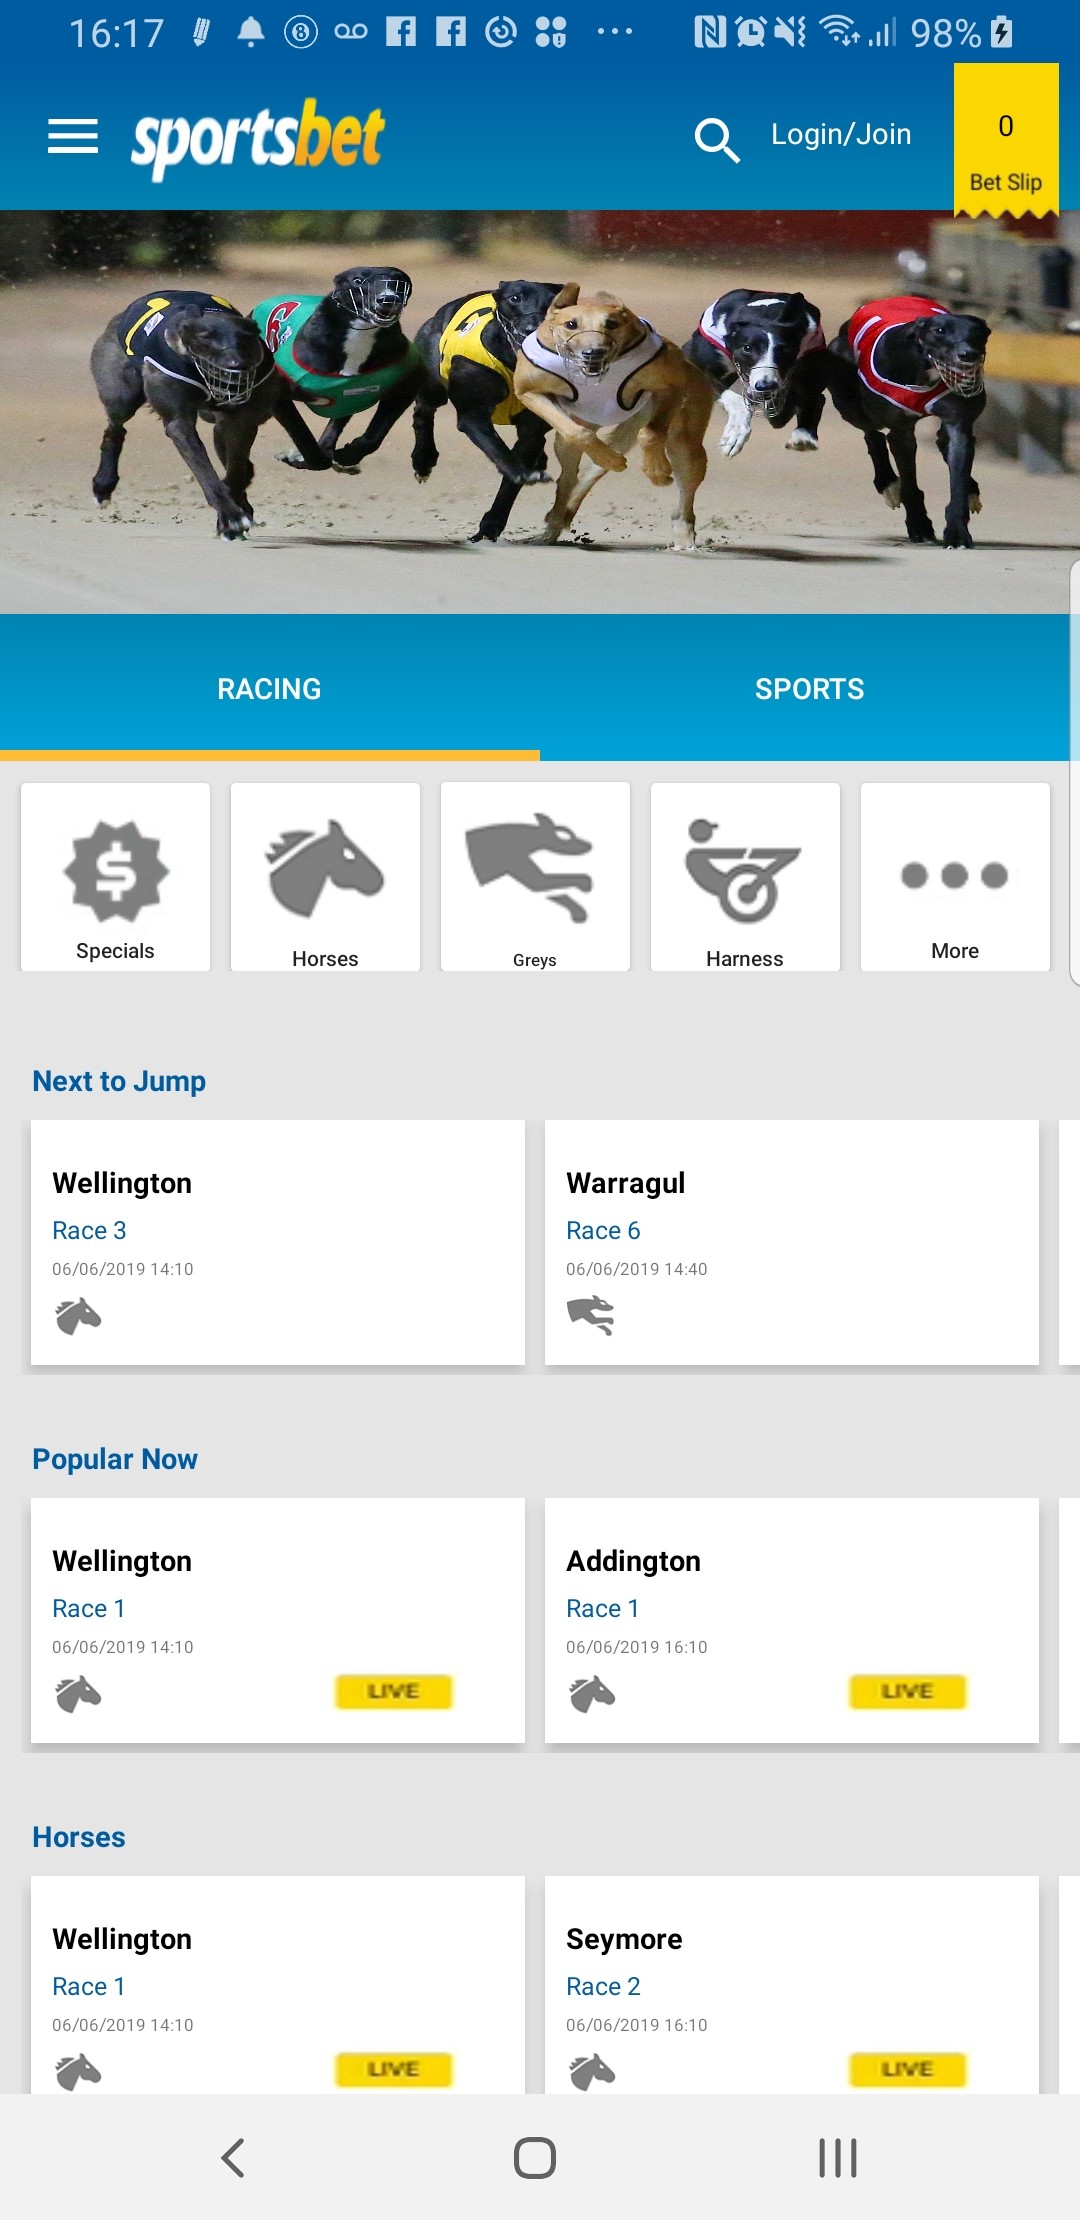 16:17 98%
sportsbet
Login/Join
0
Bet Slip
RACING SPORTS
Specials Horses Greys Harness More
Next to Jump
Wellington
Race 3
06/06/2019 14:10
Warragul
Race 6
06/06/2019 14:40
Popular Now
Wellington
Race 1
06/06/2019 14:10
LIVE
Addington
Race 1
06/06/2019 16:10
LIVE
Horses
Wellington
Race 1
06/06/2019 14:10
LIVE
Seymore
Race 2
06/06/2019 16:10
LIVE